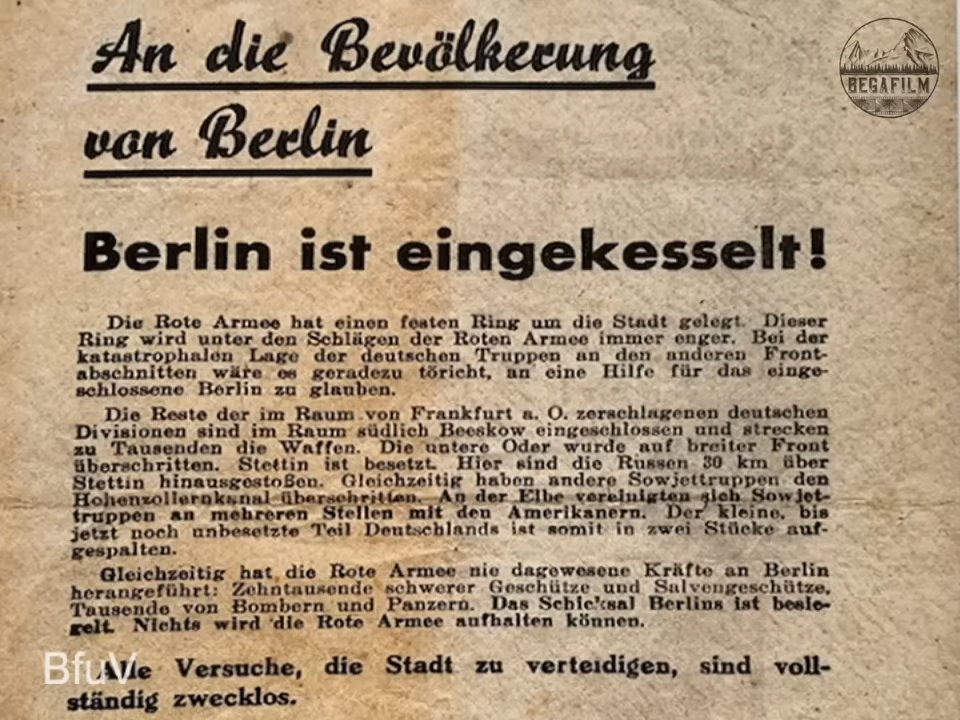 An die Bevölkerung
BEGAFILM
von Berlin
Berlin ist eingekesselt!
Die Rote Armee hat einen festen Ring um die Stadt gelegt. Dieser
Ring wird unter den Schlägen der Roten Armee immer enger. Bei der
katastrophalen Lage der deutschen Truppen an den anderen Front-
abschnitten wäre es geradezu töricht, an eine Hilfe für das einge-
schlossene Berlin zu glauben.
Die Reste der im Raum von Frankfurt a. O. zerschlagenen deutschen
Divisionen sind im Raum südlich Beeskow eingeschlossen und strecken
zu Tausenden die Waffen. Die untere Oder wurde auf breiter Front
überschritten. Stettin ist besetzt. Hier sind die Russen 30 km über
Stettin hinausgestoßen. Gleichzeitig haben andere Sowjettruppen den
Hohenzollernkanal überschritten. An der Elbe vereinigten sich Sowjet-
truppen an mehreren Stellen mit den Amerikanern. Der kleine, bis
jetzt noch unbesetzte Teil Deutschlands ist somit in zwei Stücke auf-
gespalten.
Gleichzeitig hat die Rote Armee nie dagewesene Kräfte an Berlin
herangeführt: Zehntausende schwerer Geschütze und Salvengeschütze,
Tausende von Bombern und Panzern. Das Schicksal Berlins ist besie-
gelt. Nichts wird die Rote Armee aufhalten können.
Alle Versuche, die Stadt zu verteidigen, sind voll-
ständig zwecklos.
BfuV